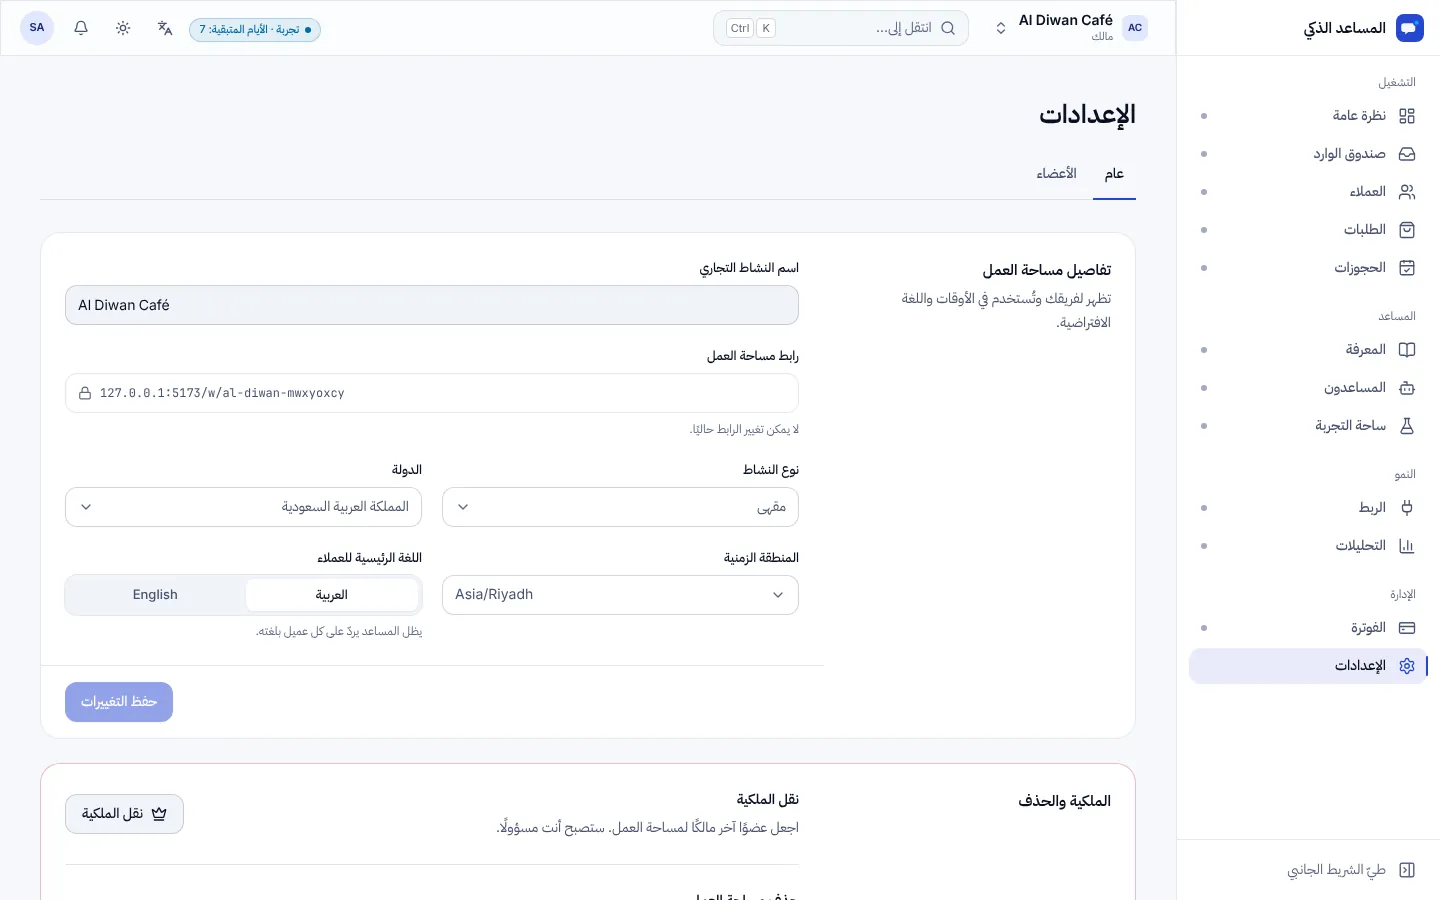 المساعد الذكي
AC
Al Diwan Café
مالك
انتقل إلى...
Ctrl K
تجربة · الأيام المتبقية: 7
SA
التشغيل
نظرة عامة
صندوق الوارد
العملاء
الطلبات
الحجوزات
المساعد
المعرفة
المساعدون
ساحة التجربة
النمو
الربط
التحليلات
الإدارة
الفوترة
الإعدادات
طيّ الشريط الجانبي
الإعدادات
عام
الأعضاء
تفاصيل مساحة العمل
تظهر لفريقك وتُستخدم في الأوقات واللغة
الافتراضية.
اسم النشاط التجاري
Al Diwan Café
رابط مساحة العمل
127.0.0.1:5173/w/al-diwan-mwxyoxcy
لا يمكن تغيير الرابط حاليًا.
نوع النشاط
مقهى
الدولة
المملكة العربية السعودية
المنطقة الزمنية
Asia/Riyadh
اللغة الرئيسية للعملاء
العربية
English
يظل المساعد يردّ على كل عميل بلغته.
حفظ التغييرات
الملكية والحذف
نقل الملكية
اجعل عضوًا آخر مالكًا لمساحة العمل. ستصبح أنت مسؤولًا.
نقل الملكية